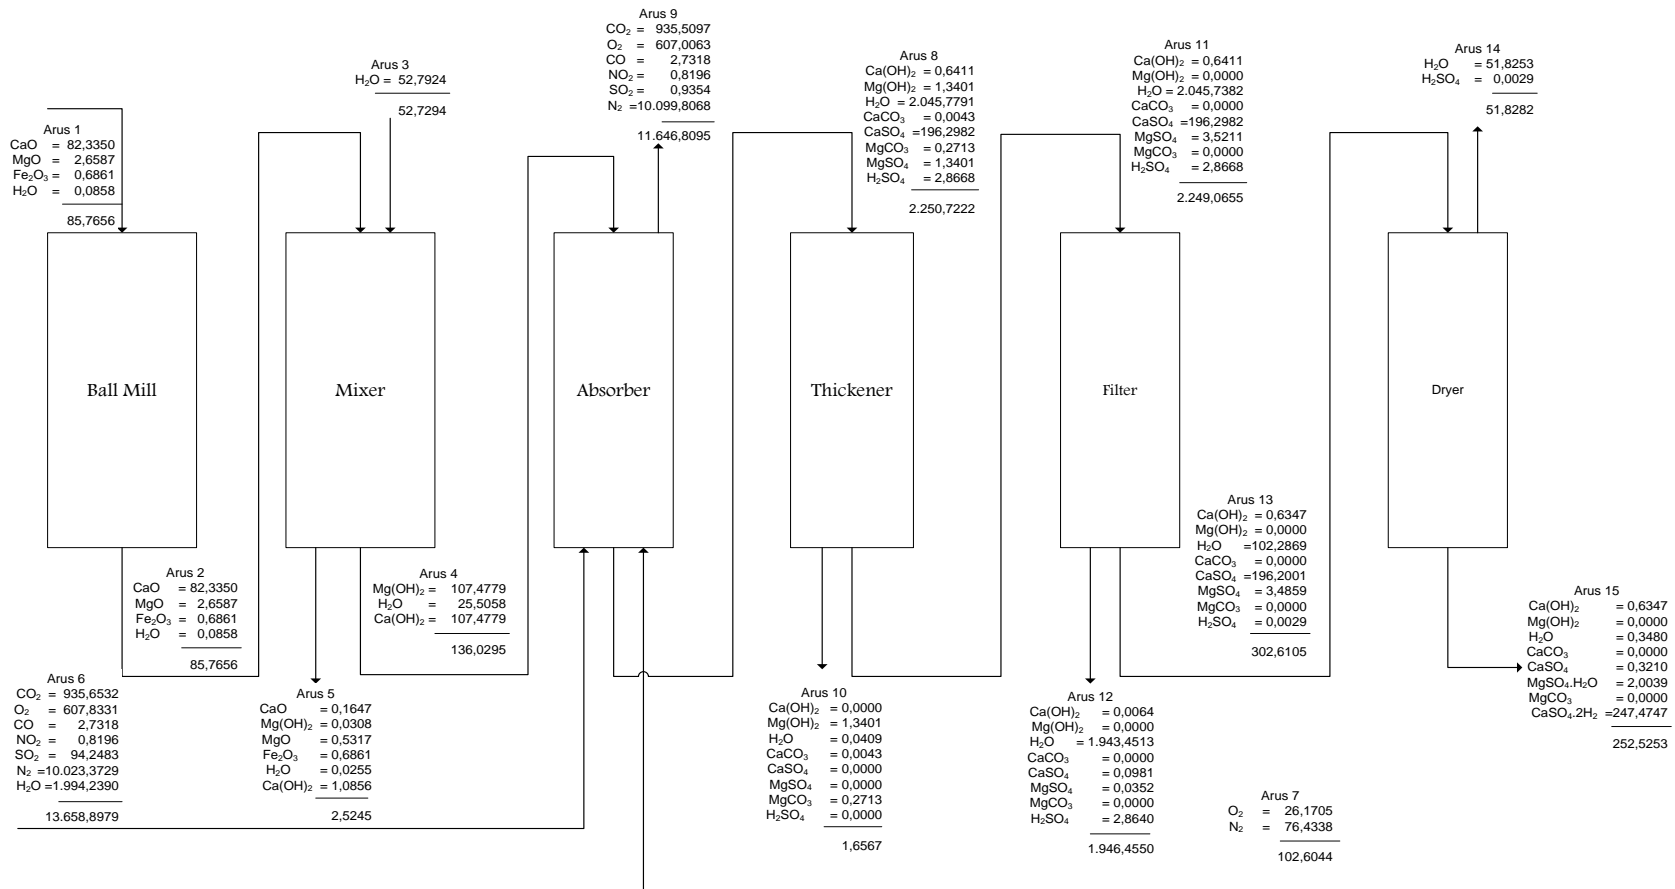 Arus 1
CaO = 82,3350
MgO = 2.6587
Fe₂O₃ = 0,6861
H₂O = 0,0858
85,7656
Ball Mill
Arus 2
CaO = 82,3350
MgO = 2.6587
Fe₂O₃ = 0,6861
H₂O = 0,0858
85,7656
Arus 3
H₂O = 52,7924
52,7294
Mixer
Arus 4
Mg(OH)₂ = 107,4779
H₂O = 25,5058
Ca(OH)₂ = 107,4779
136,0295
Arus 5
CaO = 0,1647
Mg(OH)₂ = 0,0308
MgO = 0,5317
Fe₂O₃ = 0,6861
H₂O = 0,0255
Ca(OH)₂ = 1,0856
2,5245
Arus 6
CO₂ = 935,6532
O₂ = 607,8331
CO = 2,7318
NO₂ = 0,8196
SO₂ = 94,2483
N₂ =10.023,3729
H₂O =1.994,2390
13.658,8979
Arus 9
CO₂ = 935,5097
O₂ = 607,0063
CO = 2,7318
NO₂ = 0,8196
SO₂ = 0,9354
N₂ =10.099,8068
11.646,8095
Absorber
Arus 8
Ca(OH)₂ = 0,6411
Mg(OH)₂ = 1,3401
H₂O = 2.045,7791
CaCO₃ = 0,0043
CaSO₄ =196,2982
MgCO₃ = 0,2713
MgSO₄ = 1,3401
H₂SO₄ = 2,8668
2.250,7222
Thickener
Arus 10
Ca(OH)₂ = 0,0000
Mg(OH)₂ = 1,3401
H₂O = 0,0409
CaCO₃ = 0,0043
CaSO₄ = 0,0000
MgSO₄ = 0,0000
MgCO₃ = 0,2713
H₂SO₄ = 0,0000
1,6567
Arus 11
Ca(OH)₂ = 0,6411
Mg(OH)₂ = 0,0000
H₂O = 2.045,7382
CaCO₃ = 0,0000
CaSO₄ =196,2982
MgSO₄ = 3,5211
MgCO₃ = 0,0000
H₂SO₄ = 2,8668
2.249,0655
Filter
Arus 12
Ca(OH)₂ = 0,0064
Mg(OH)₂ = 0,0000
H₂O = 1.943,4513
CaCO₃ = 0,0000
CaSO₄ = 0,0981
MgSO₄ = 0,0352
MgCO₃ = 0,0000
H₂SO₄ = 2,8640
1.946,4550
Arus 13
Ca(OH)₂ = 0,6347
Mg(OH)₂ = 0,0000
H₂O =102,2869
CaCO₃ = 0,0000
CaSO₄ =196,2001
MgSO₄ = 3,4859
MgCO₃ = 0,0000
H₂SO₄ = 0,0029
302,6105
Arus 7
O₂ = 26,1705
N₂ = 76,4338
102,6044
Arus 14
H₂O = 51,8253
H₂SO₄ = 0,0029
51,8282
Dryer
Arus 15
Ca(OH)₂ = 0,6347
Mg(OH)₂ = 0,0000
H₂O = 0,3480
CaCO₃ = 0,0000
CaSO₄ = 0,3210
MgSO₄.H₂O = 2,0039
MgCO₃ = 0,0000
CaSO₄.2H₂ =247,4747
252,5253